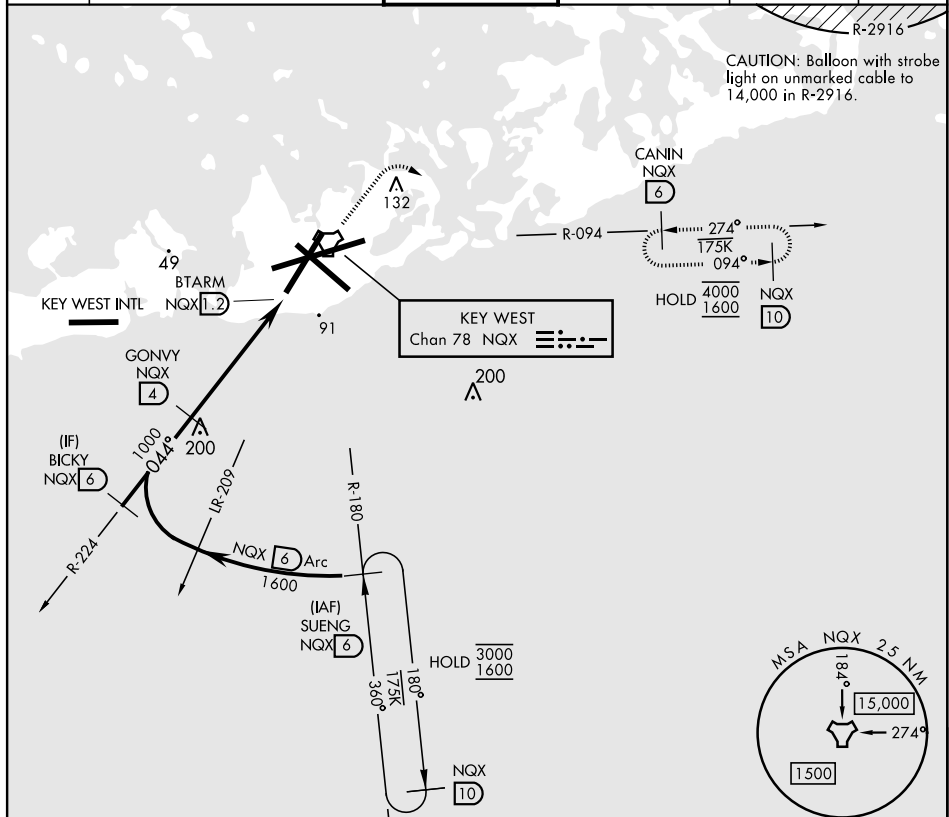 R-2916
CAUTION: Balloon with strobe
light on unmarked cable to
14,000 in R-2916.
CANIN
NQX
6
132
R-094
274°
175K
094°
HOLD 4000
1600
NQX
10
49
BTARM
NQX 1.2
KEY WEST INTL
91
KEY WEST
Chan 78 NQX
200
GONVY
NQX
4
200
1000
044°
(IF)
BICKY
NQX 6
LR-209
R-180
R-224
NQX 6 Arc
1600
(IAF)
SUENG
NQX 6
HOLD 3000
1600
360°
175K
180°
NQX
10
MSA NQX 25 NM
184°
15,000
274°
1500